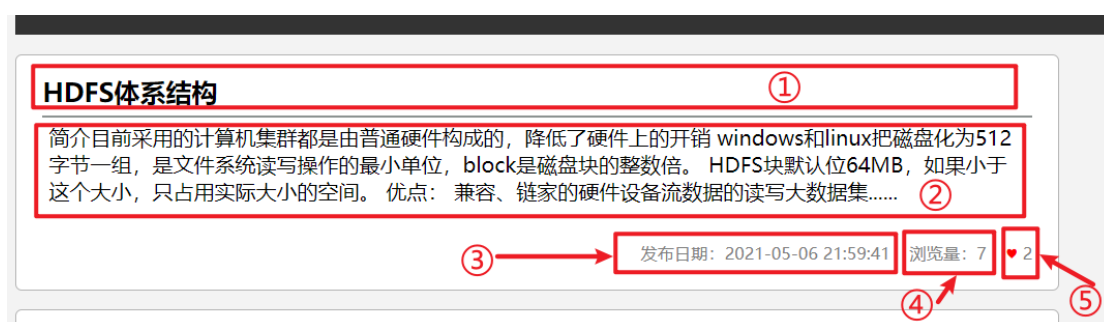 HDFS体系结构
①
简介目前采用的计算机集群都是由普通硬件构成的，降低了硬件上的开销 windows和linux把磁盘化为512
字节一组，是文件系统读写操作的最小单位，block是磁盘块的整数倍。 HDFS块默认位64MB，如果小于
这个大小，只占用实际大小的空间。 优点： 兼容、链家的硬件设备流数据的读写大数据集......
②
③
发布日期：2021-05-06 21:59:41 浏览量：7 ♥ 2
④
⑤